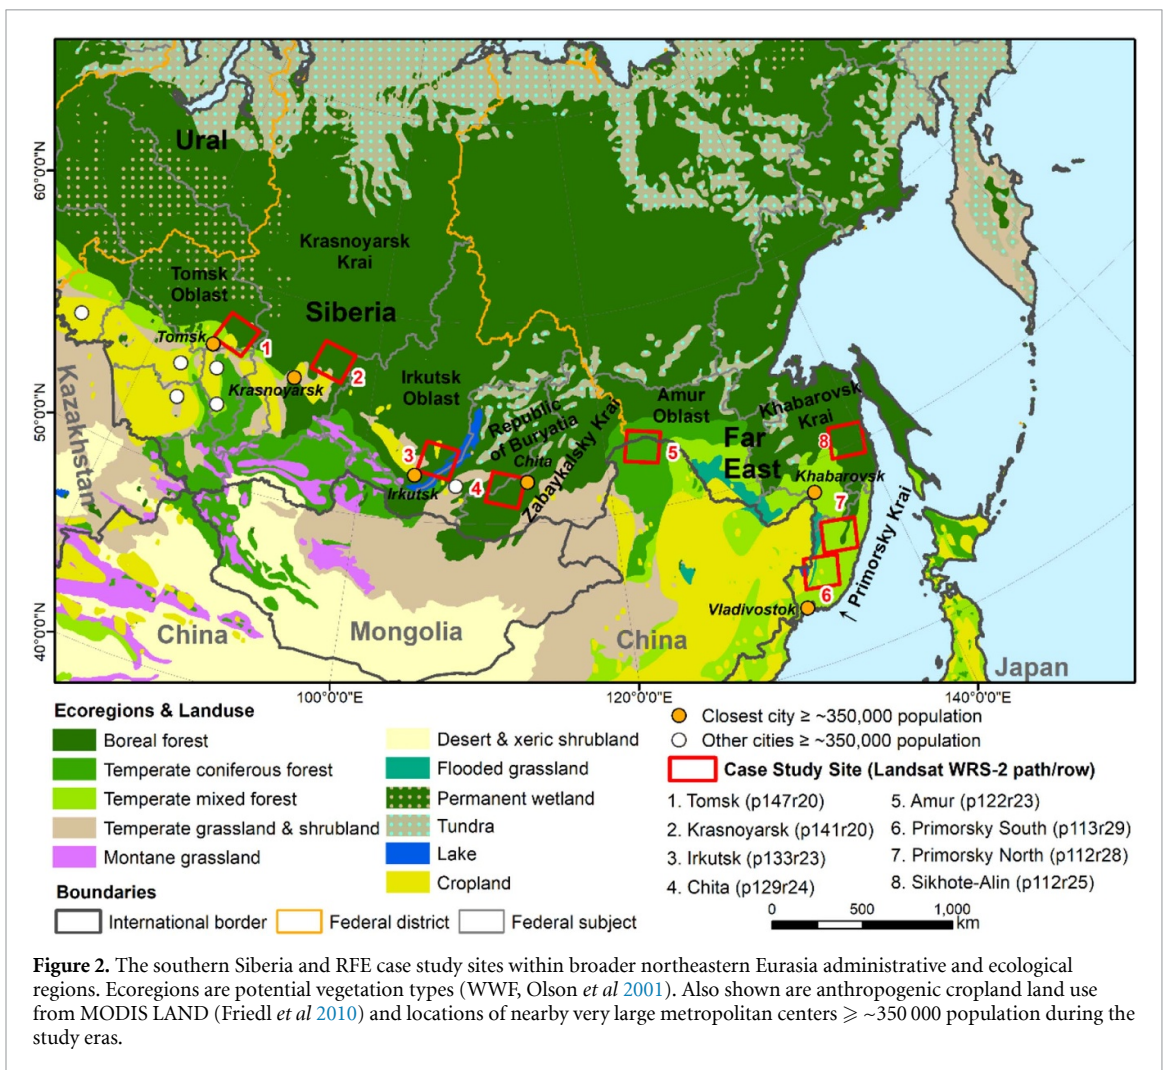 Ural
60°0'0"N
Krasnoyarsk
Krai
Tomsk
Oblast
Siberia
Tomsk
1
2
Krasnoyarsk
Irkutsk
Oblast
Republic
of Buryatia
Amur
Oblast
Khabarovsk
Krai
50°0'0"N
Kazakhstan
3
Irkutsk
4
Chita
Zabaykalsky Krai
5
Far
East
8
Khabarovsk
7
Primorsky Krai
6
Vladivostok
40°0'0"N
China
Mongolia
China
Japan
100°0'0"E
120°0'0"E
140°0'0"E
Ecoregions & Landuse
Boreal forest
Temperate coniferous forest
Temperate mixed forest
Temperate grassland & shrubland
Montane grassland
Desert & xeric shrubland
Flooded grassland
Permanent wetland
Tundra
Lake
Cropland
Closest city ≥ ~350,000 population
Other cities ≥ ~350,000 population
Case Study Site (Landsat WRS-2 path/row)
1. Tomsk (p147r20)
2. Krasnoyarsk (p141r20)
3. Irkutsk (p133r23)
4. Chita (p129r24)
5. Amur (p122r23)
6. Primorsky South (p113r29)
7. Primorsky North (p112r28)
8. Sikhote-Alin (p112r25)
Boundaries
International border
Federal district
Federal subject
0 500 1,000
km
Figure 2. The southern Siberia and RFE case study sites within broader northeastern Eurasia administrative and ecological
regions. Ecoregions are potential vegetation types (WWF, Olson et al 2001). Also shown are anthropogenic cropland land use
from MODIS LAND (Friedl et al 2010) and locations of nearby very large metropolitan centers ⩾ ~350 000 population during the
study eras.